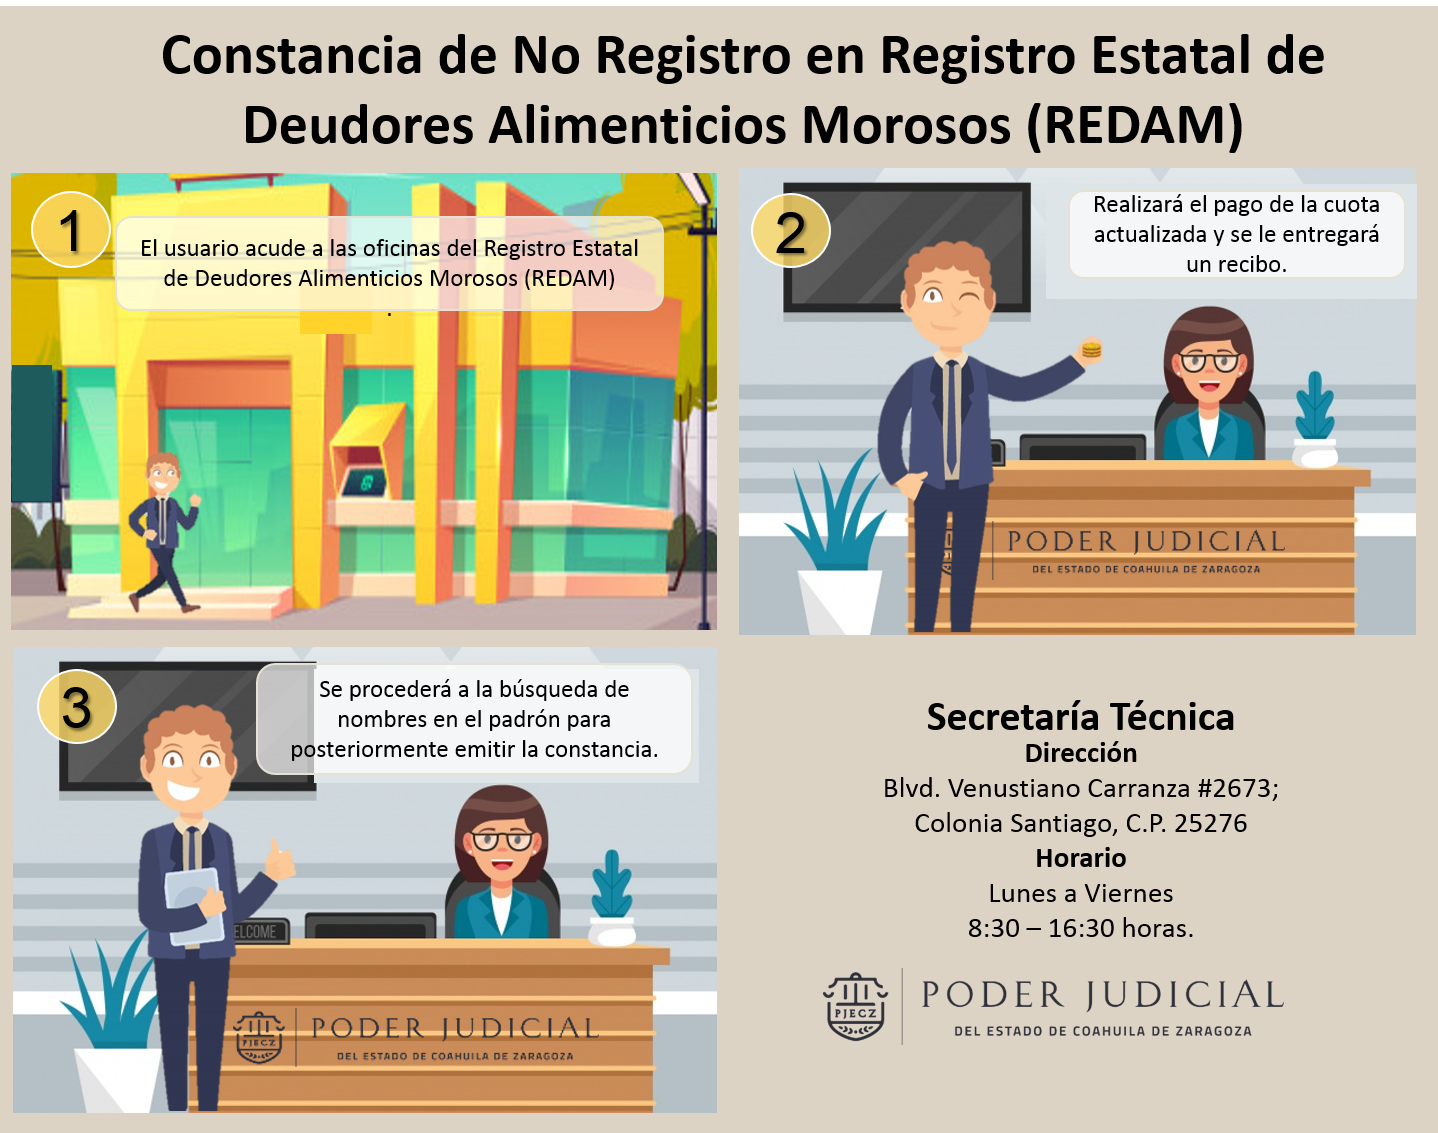 Constancia de No Registro en Registro Estatal de
Deudores Alimenticios Morosos (REDAM)
1
El usuario acude a las oficinas del Registro Estatal
de Deudores Alimenticios Morosos (REDAM)
.
2
Realizará el pago de la cuota
actualizada y se le entregará
un recibo.
PODER JUDICIAL
DEL ESTADO DE COAHUILA DE ZARAGOZA
3
Se procederá a la búsqueda de
nombres en el padrón para
posteriormente emitir la constancia.
ELCOME
PJECZ
PODER JUDICIAL
DEL ESTADO DE COAHUILA DE ZARAGOZA
Secretaría Técnica
Dirección
Blvd. Venustiano Carranza #2673;
Colonia Santiago, C.P. 25276
Horario
Lunes a Viernes
8:30 – 16:30 horas.
PJECZ
PODER JUDICIAL
DEL ESTADO DE COAHUILA DE ZARAGOZA